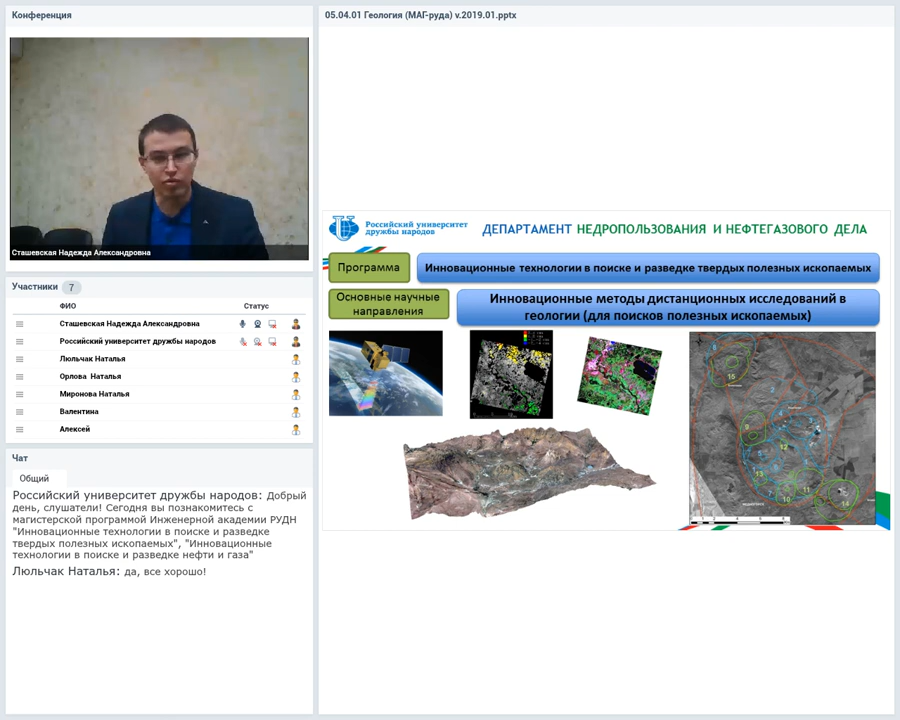 Конференция
Сташевская Надежда Александровна
Участники 7
ФИО Статус
Сташевская Надежда Александровна
Российский университет дружбы народов
Люльчак Наталья
Орлова Наталья
Миронова Наталья
Валентина
Алексей
Чат
Общий
Российский университет дружбы народов: Добрый
день, слушатели! Сегодня вы познакомитесь с
магистерской программой Инженерной академии РУДН
"Инновационные технологии в поиске и разведке
твердых полезных ископаемых", "Инновационные
технологии в поиске и разведке нефти и газа"
Люльчак Наталья: да, все хорошо!
05.04.01 Геология (МАГ-руда) v.2019.01.pptx
Российский университет
дружбы народов
ДЕПАРТАМЕНТ НЕДРОПОЛЬЗОВАНИЯ И НЕФТЕГАЗОВОГО ДЕЛА
Программа
Инновационные технологии в поиске и разведке твердых полезных ископаемых
Основные научные
направления
Инновационные методы дистанционных исследований в
геологии (для поисков полезных ископаемых)